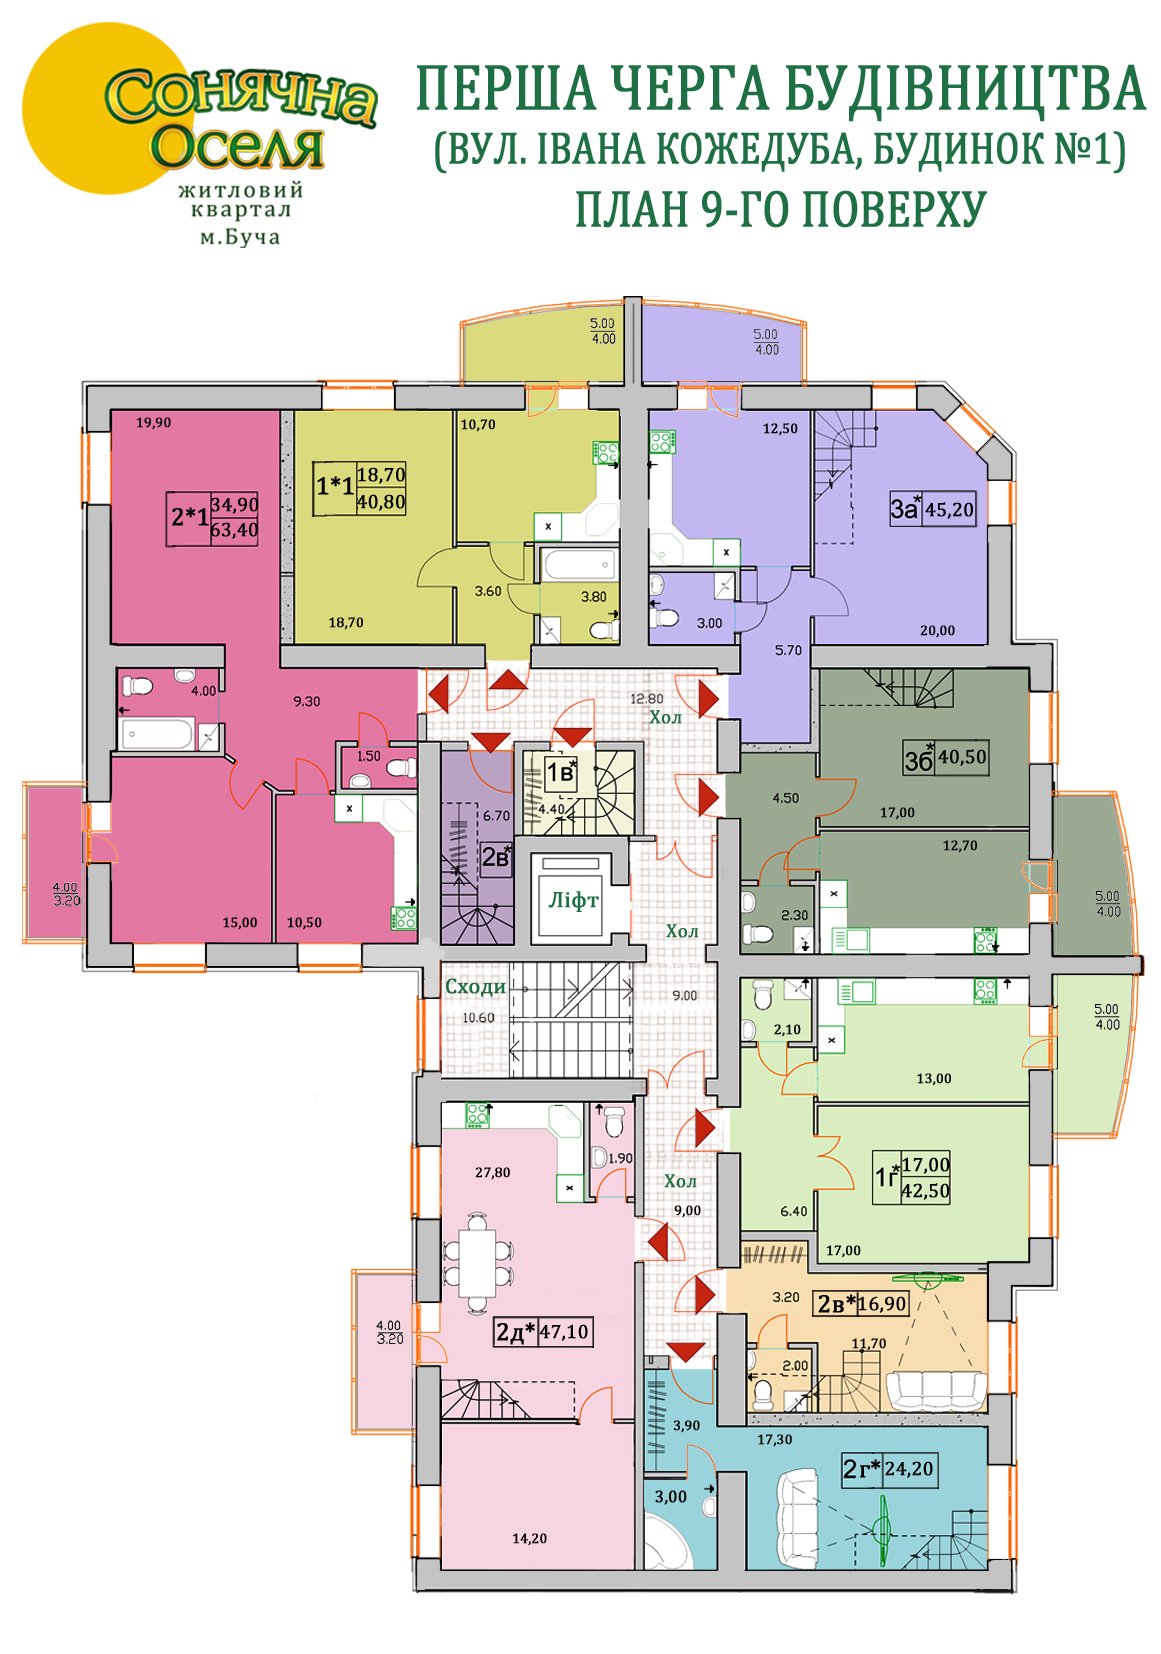 Сонячна
Оселя
житловий
квартал
м.Буча
ПЕРША ЧЕРГА БУДІВНИЦТВА
(ВУЛ. ІВАНА КОЖЕДУБА, БУДИНОК №1)
ПЛАН 9-ГО ПОВЕРХУ
5.00
4.00
5.00
4.00
19,90
10,70
12,50
1*1
18,70
40,80
2*1
34,90
63,40
3а*
45,20
3.60
3.80
18,70
3.00
20,00
5.70
4.00
9.30
12.80
Хол
1.50
1в*
4.40
3б*
40,50
4.50
17,00
6.70
2в*
12,70
4.00
3.20
15,00
10,50
Ліфт
2.30
5.00
4.00
Хол
Сходи
10.60
9.00
2,10
5.00
4.00
13,00
27,80
1.90
1г*
17,00
42,50
Хол
9,00
6.40
17,00
3.20
2в*
16,90
4.00
3.20
2д*
47,10
11,70
2.00
3,90
17,30
2г*
24,20
3,00
14,20